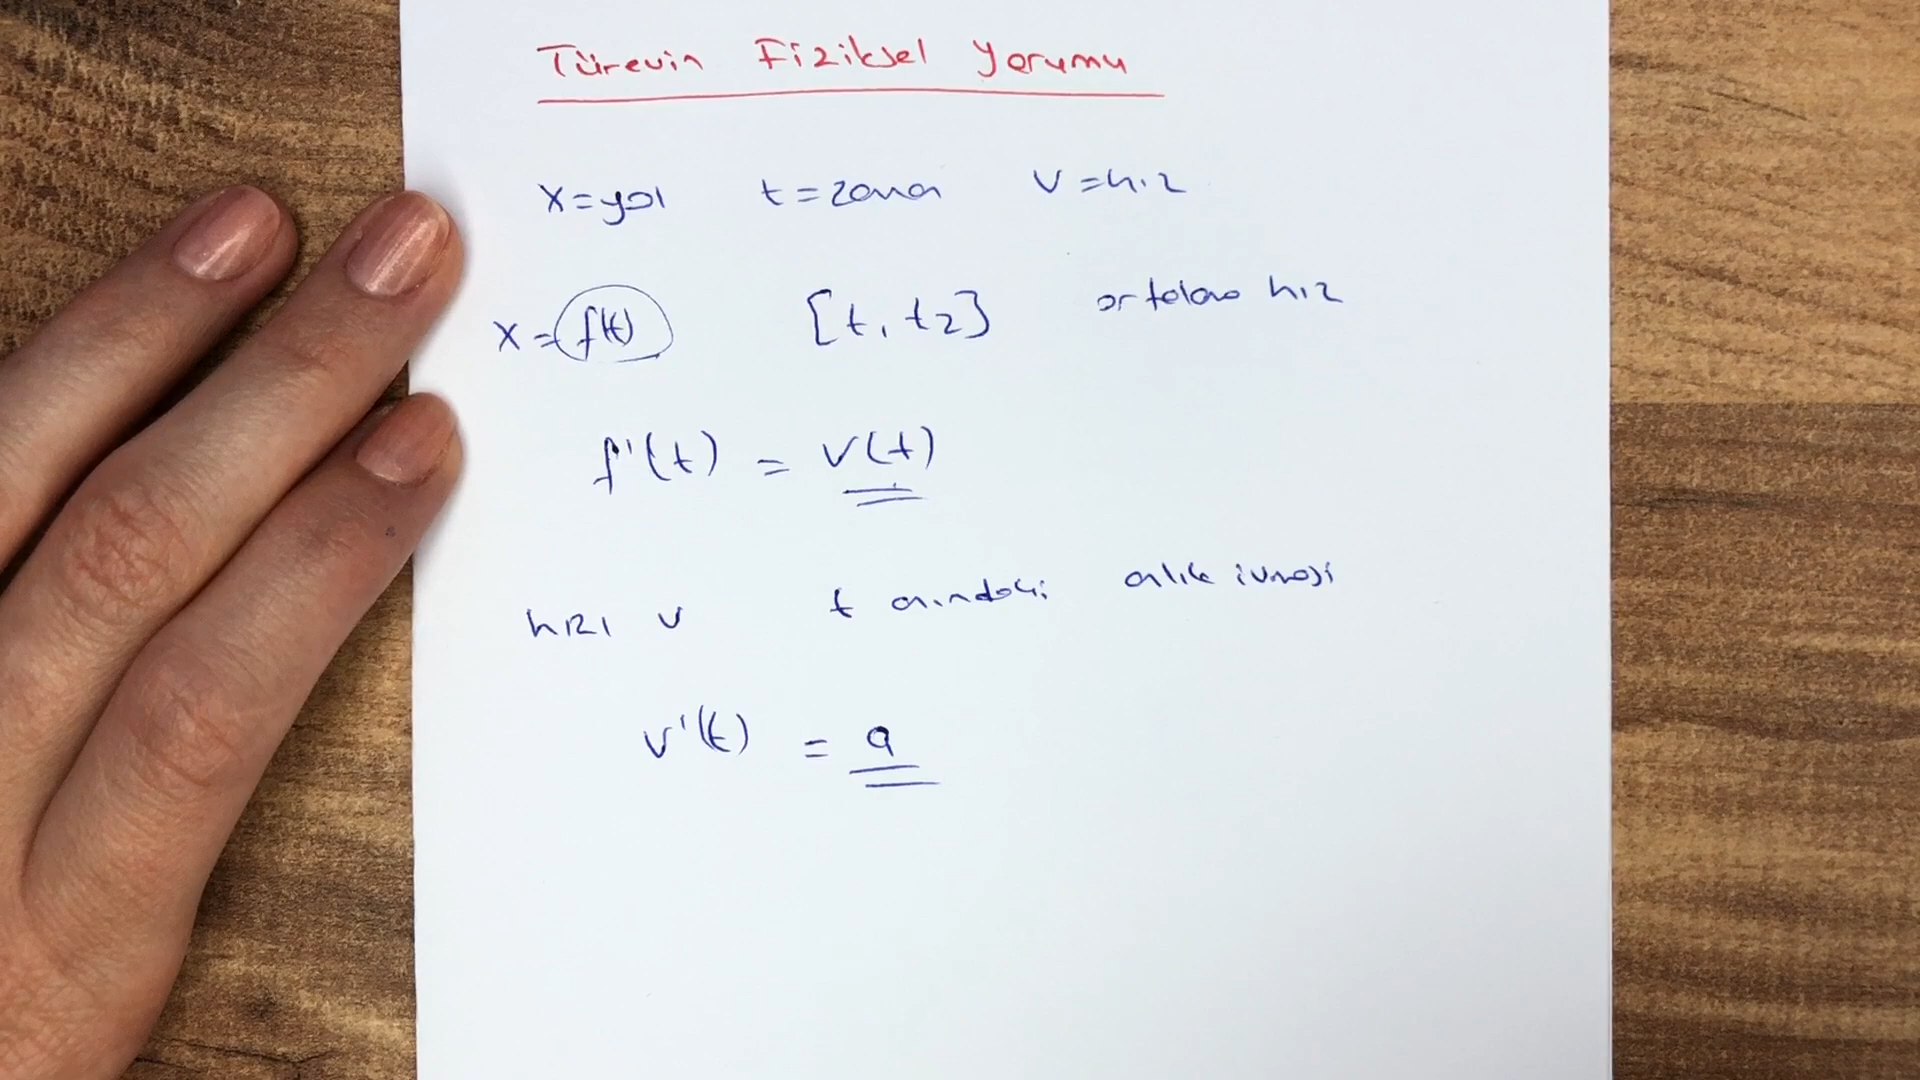 Türevin Fiziksel Yorumu
x = yol t = zaman v = hız
x = f(t) [t, t2] ortalama hız
f'(t) = v(t)
hızı v t anındaki anlık ivmesi
v'(t) = a